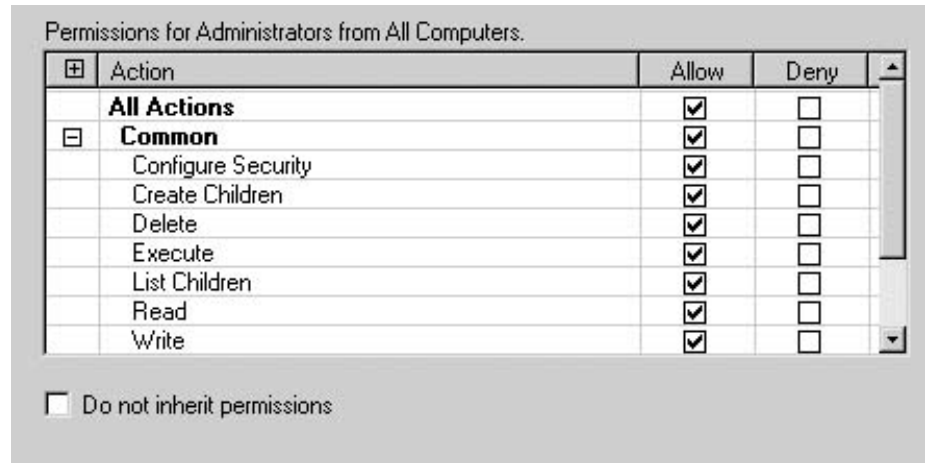 Permissions for Administrators from All Computers.
Action Allow Deny
All Actions
Common
Configure Security
Create Children
Delete
Execute
List Children
Read
Write
Do not inherit permissions